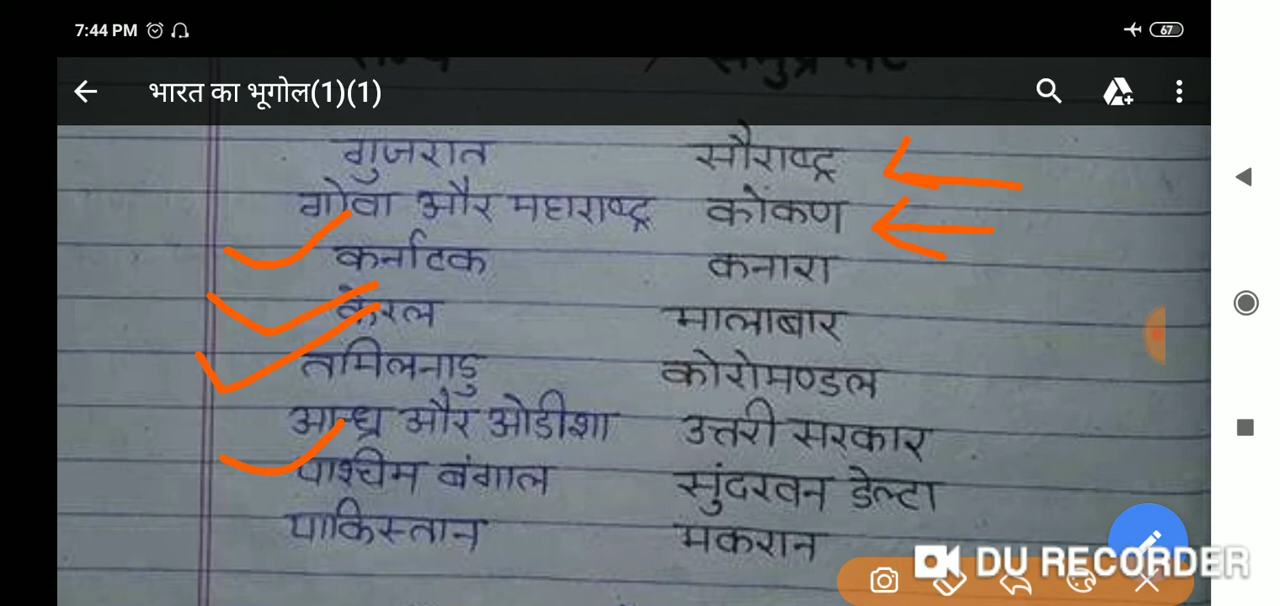 7:44 PM 67
भारत का भूगोल(1)(1)
गुजरात सौराष्ट्र
गोवा और महाराष्ट्र कोंकण
कर्नाटक कनारा
केरल मालाबार
तमिलनाडु कोरोमण्डल
आन्ध्र और ओडीशा उत्तरी सरकार
पाश्चिम बंगाल सुंदरवन डेल्टा
पाकिस्तान मकरान
DU RECORDER